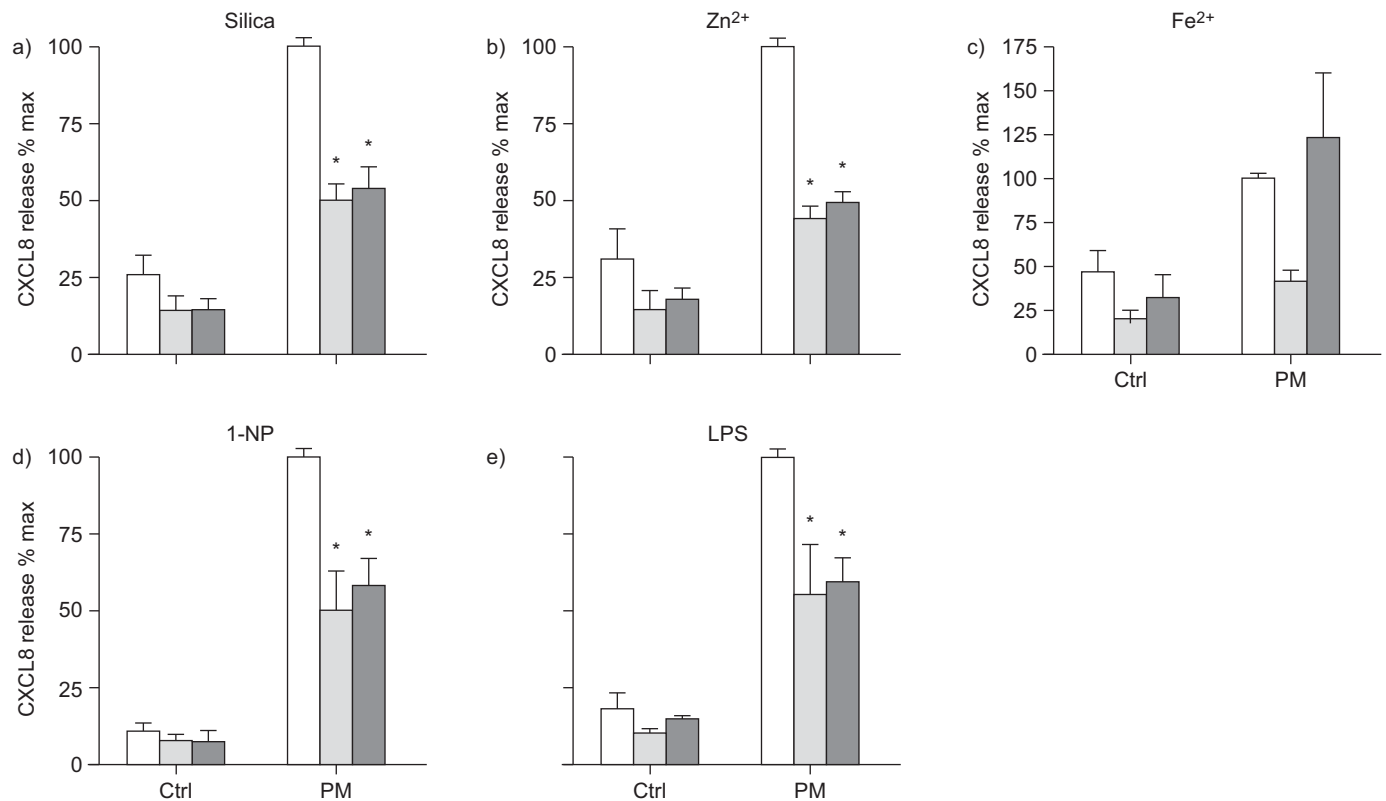 Silica
a)
CXCL8 release % max
100
75
50
25
0
*
*
Zn2+
b)
CXCL8 release % max
100
75
50
25
0
*
*
Fe2+
c)
CXCL8 release % max
175
150
125
100
75
50
25
0
Ctrl PM
1-NP
d)
CXCL8 release % max
100
75
50
25
0
*
*
Ctrl PM
LPS
e)
*
*
Ctrl PM